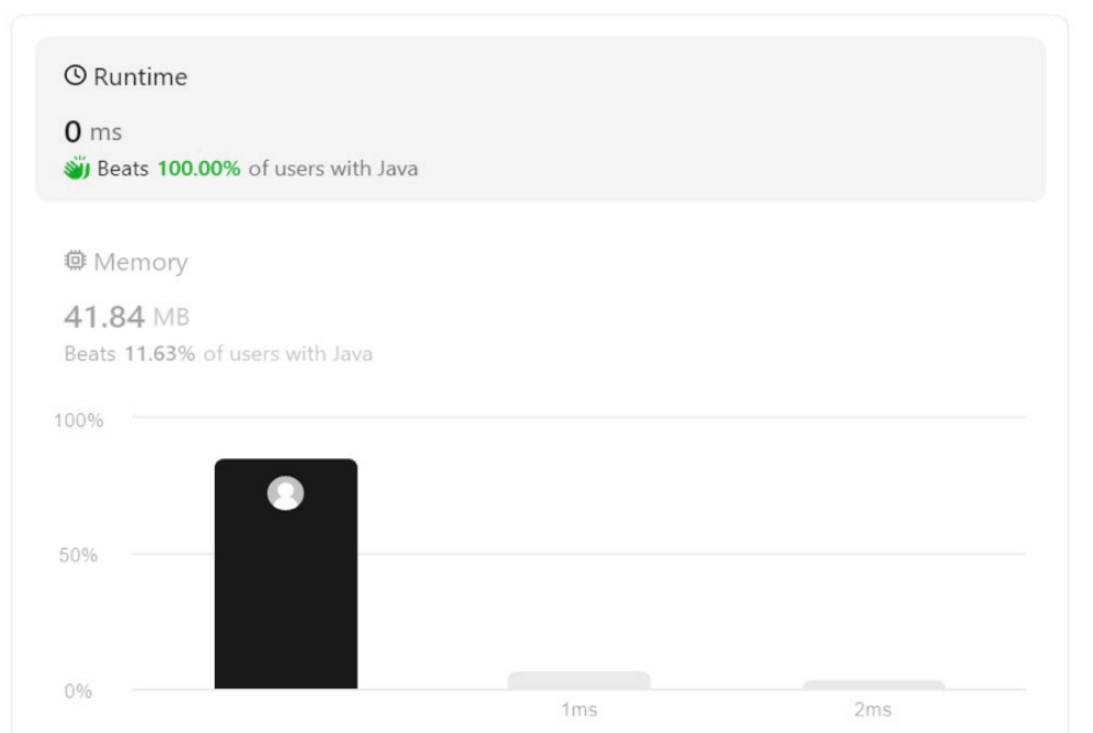 Runtime
0 ms
Beats 100.00% of users with Java
Memory
41.84 MB
Beats 11.63% of users with Java
100%
50%
0%
1ms
2ms